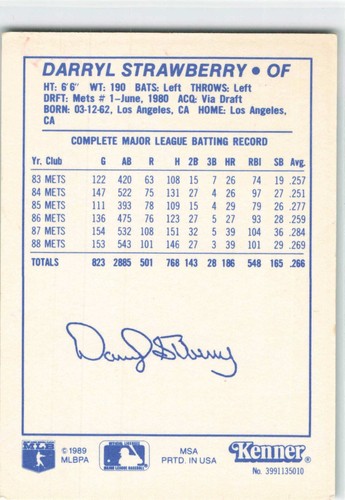 DARRYL STRAWBERRY • OF
HT: 6'6" WT: 190 BATS: Left THROWS: Left
DRFT: Mets # 1-June, 1980 ACQ: Via Draft
BORN: 03-12-62, Los Angeles, CA HOME: Los Angeles,
CA
COMPLETE MAJOR LEAGUE BATTING RECORD
Yr. Club G AB R H 2B 3B HR RBI SB Avg.
83 METS 122 420 63 108 15 7 26 74 19 .257
84 METS 147 522 75 131 27 4 26 97 27 .251
85 METS 111 393 78 109 15 4 29 79 26 .277
86 METS 136 475 76 123 27 5 27 93 28 .259
87 METS 154 532 108 151 32 5 39 104 36 .284
88 METS 153 543 101 146 27 3 39 101 29 .269
TOTALS 823 2885 501 768 143 28 186 548 165 .266
Darryl Strawberry
MLB
© 1989
MLBPA
MAJOR LEAGUE BASEBALL
MSA
PRTD. IN USA
Kenner
No. 3991135010